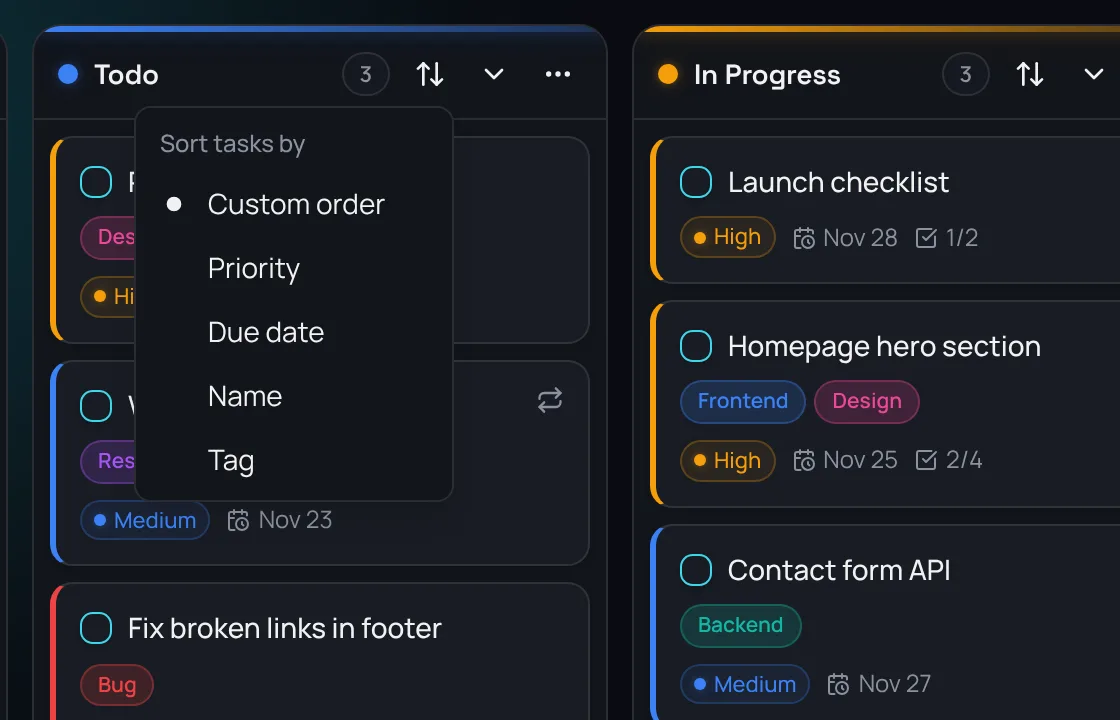 Todo
3
Sort tasks by
Custom order
Priority
Due date
Name
Tag
Medium Nov 23
Fix broken links in footer
Bug
In Progress
3
Launch checklist
High Nov 28 1/2
Homepage hero section
Frontend Design
High Nov 25 2/4
Contact form API
Backend
Medium Nov 27